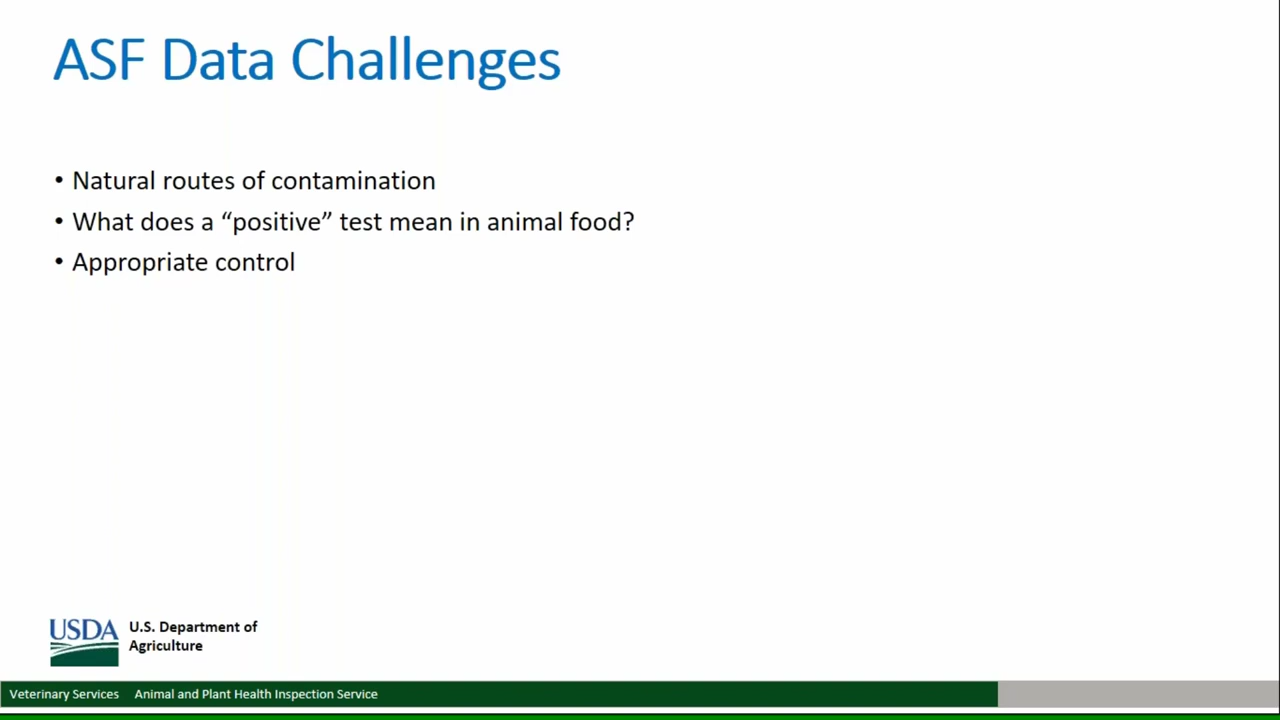 ASF Data Challenges
• Natural routes of contamination
• What does a “positive” test mean in animal food?
• Appropriate control
USDA
U.S. Department of
Agriculture
Veterinary Services Animal and Plant Health Inspection Service